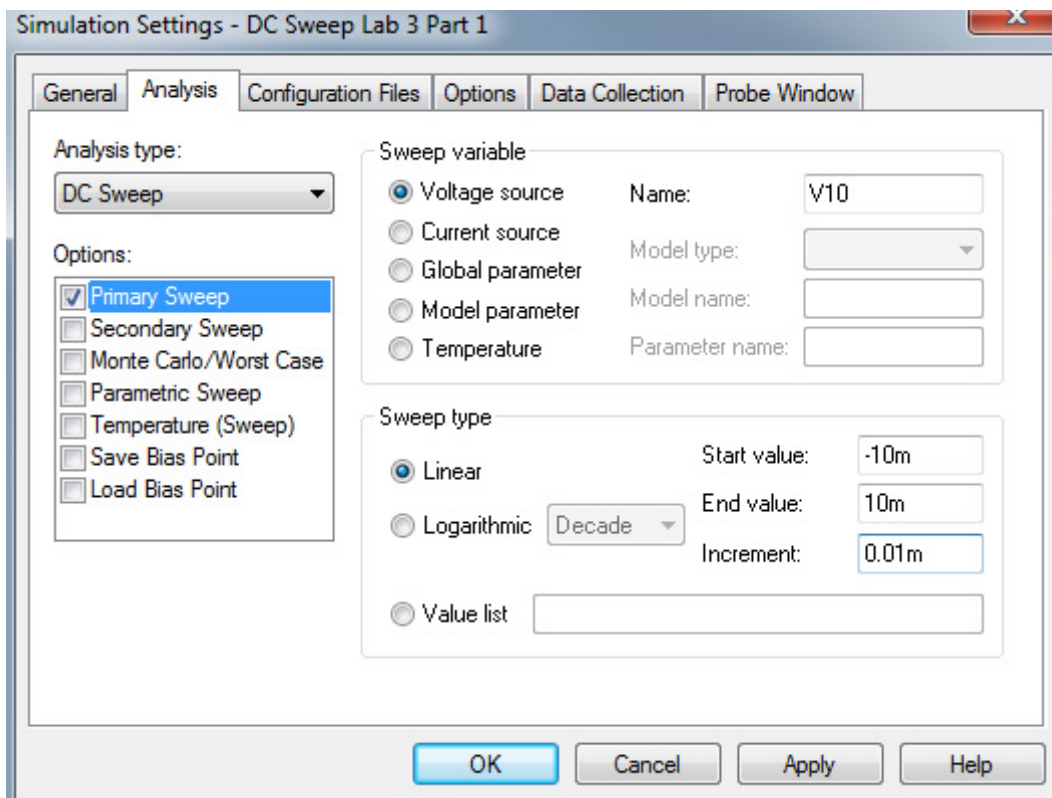 Simulation Settings - DC Sweep Lab 3 Part 1
x
General Analysis Configuration Files Options Data Collection Probe Window
Analysis type:
DC Sweep
Options:
Primary Sweep
Secondary Sweep
Monte Carlo/Worst Case
Parametric Sweep
Temperature (Sweep)
Save Bias Point
Load Bias Point
Sweep variable
Voltage source
Current source
Global parameter
Model parameter
Temperature
Name: V10
Model type:
Model name:
Parameter name:
Sweep type
Linear
Logarithmic Decade
Start value: -10m
End value: 10m
Increment: 0.01m
Value list
OK Cancel Apply Help